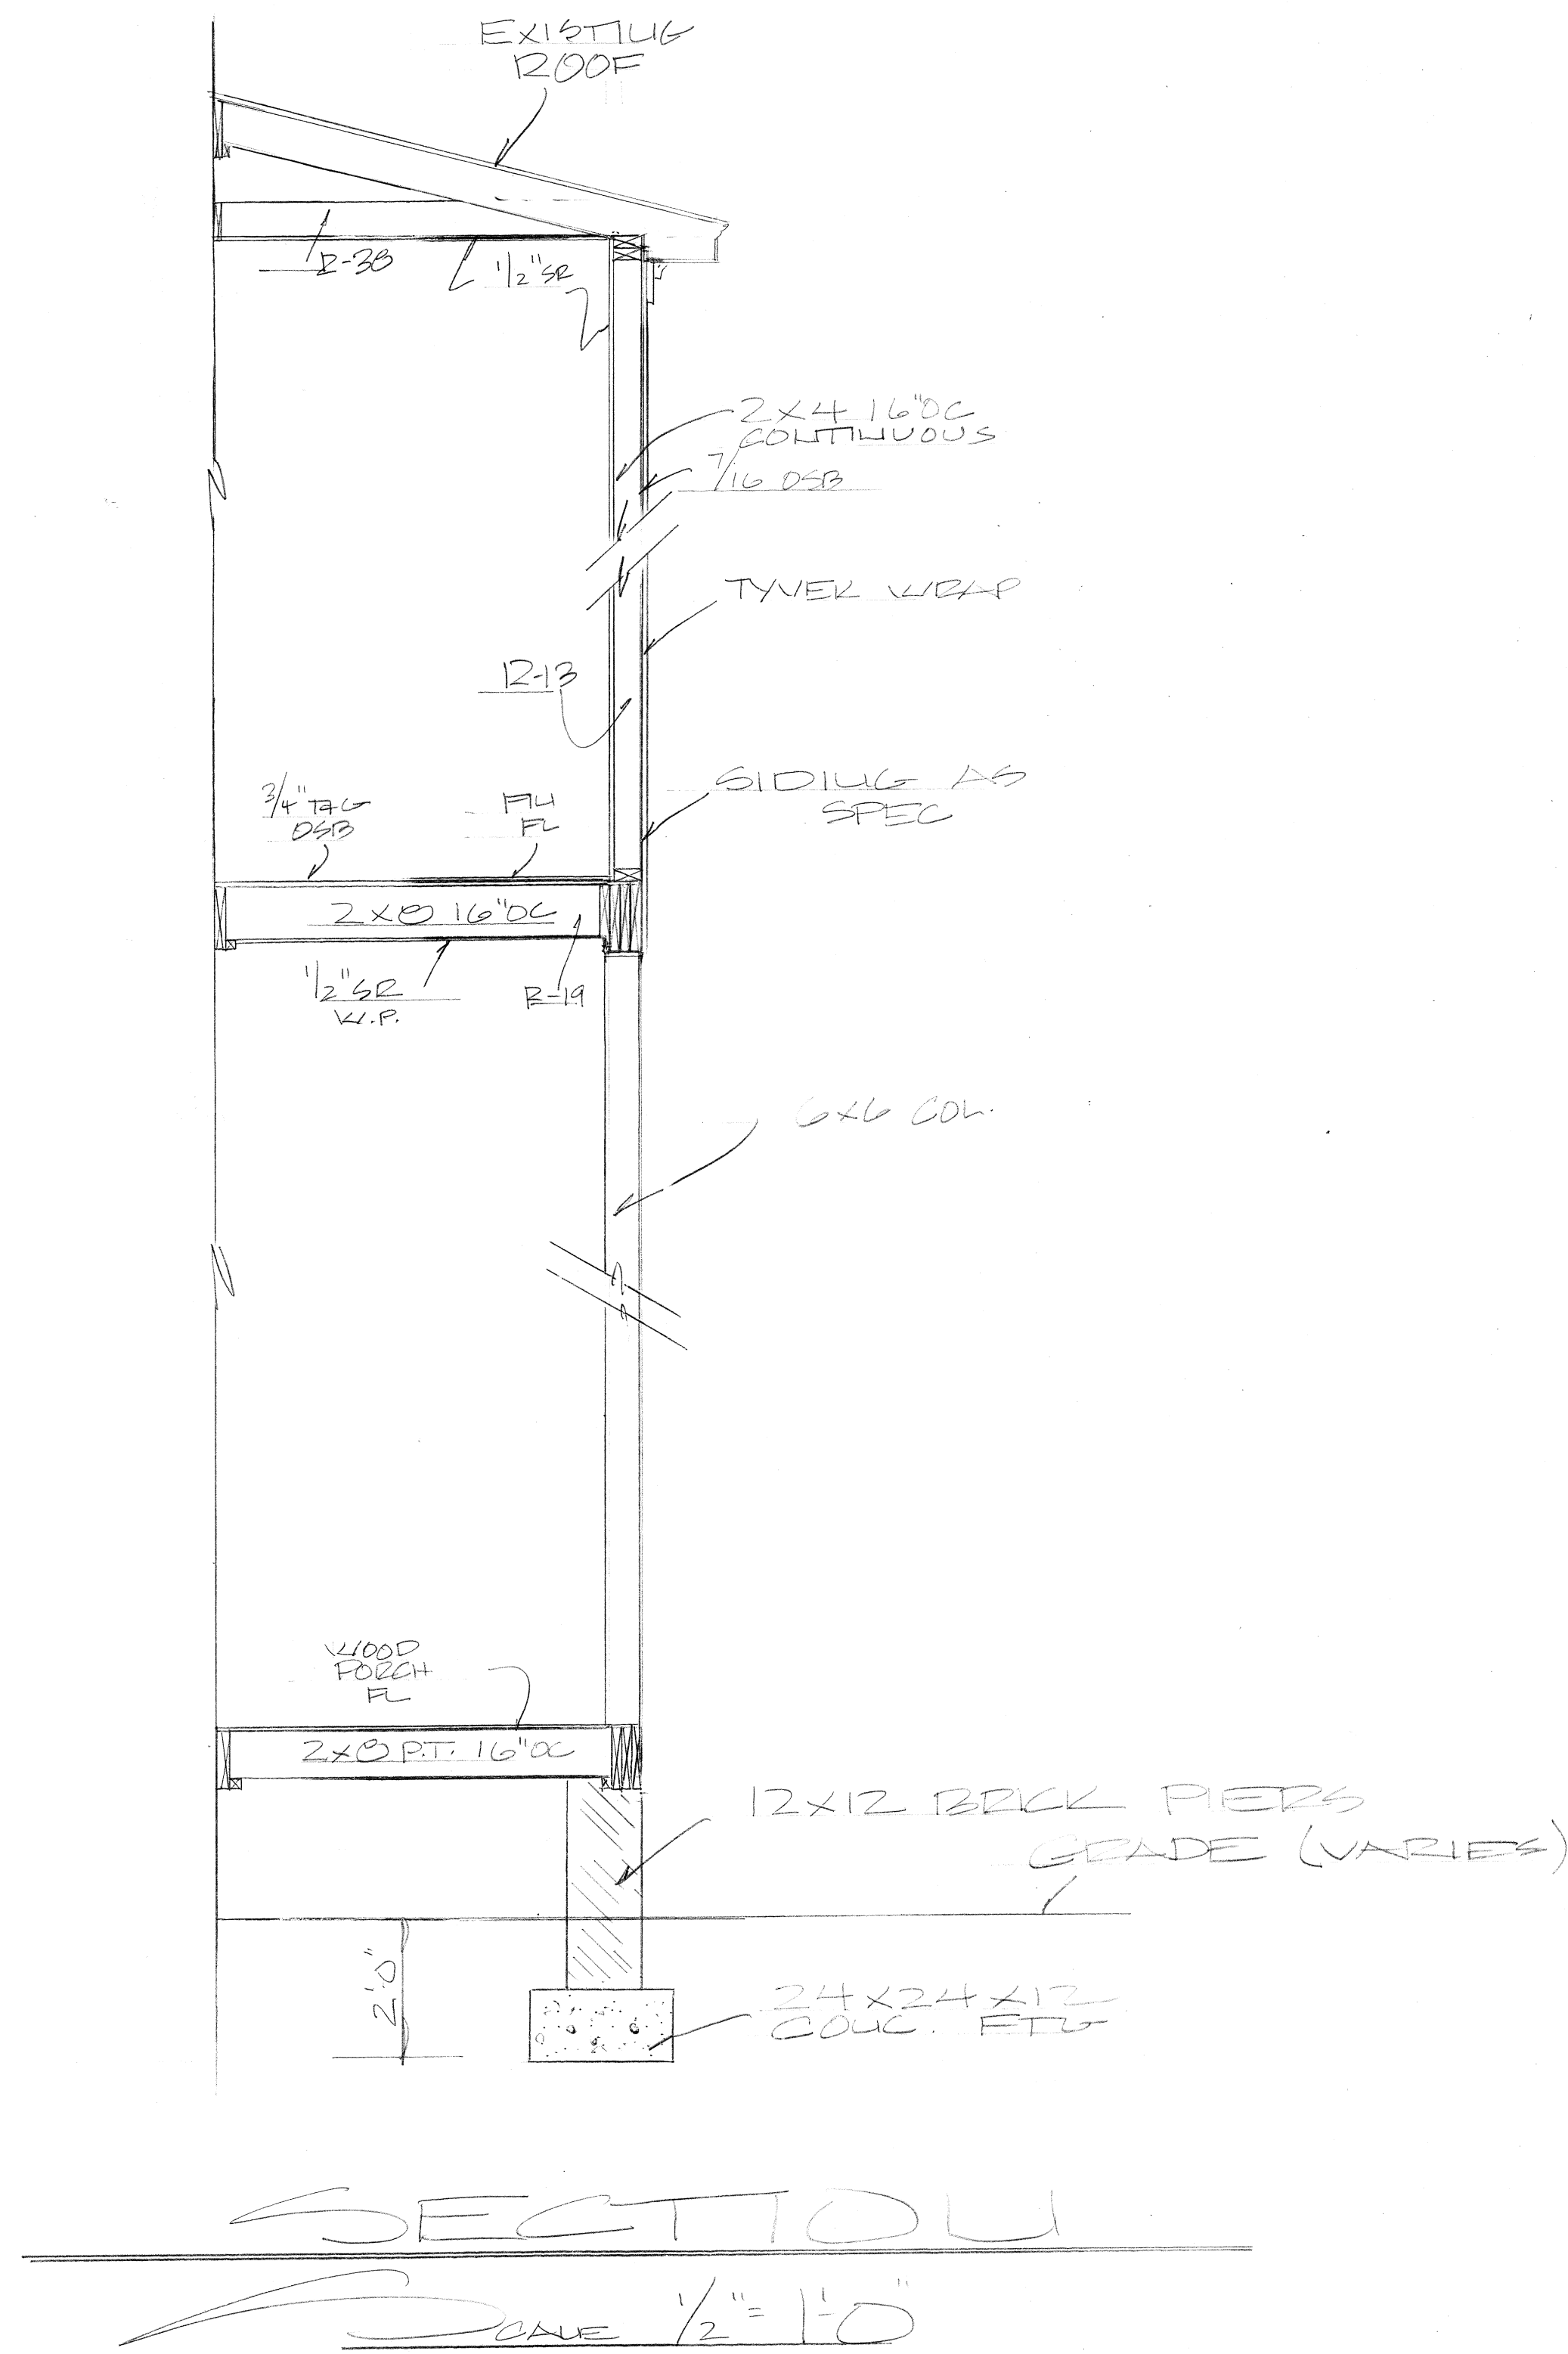 EXISTING
ROOF
R-38
1/2" SR
2x4 16"OC
CONTINUOUS
7/16 OSB
TYVEK WRAP
R-13
SIDING AS
SPEC
3/4" T&G
OSB
FIN
FL
2x8 16"OC
1/2" SR
W.P.
R-19
6x6 COL.
WOOD
PORCH
FL
2x8 P.T. 16"OC
12x12 BRICK PIERS
GRADE (VARIES)
2'0"
24x24x12
CONC. FTG
SECTION
SCALE 1/2" = 1'-0"